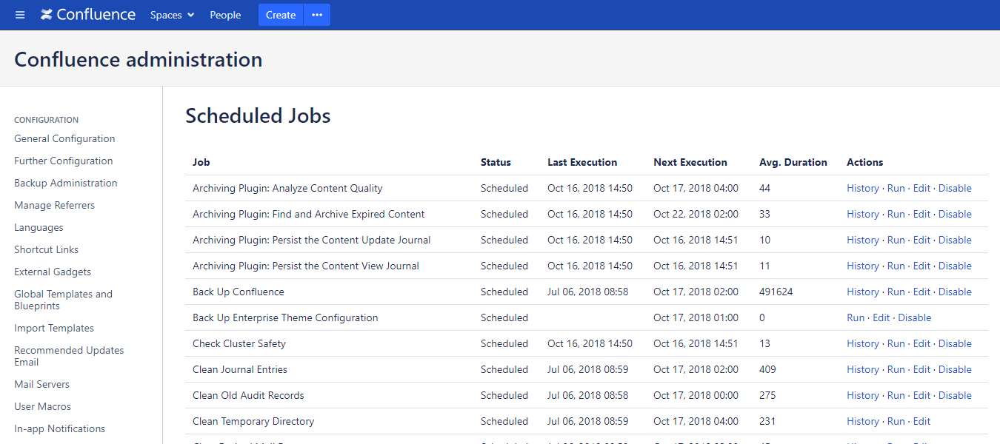 Confluence Spaces People Create
Confluence administration
CONFIGURATION
General Configuration
Further Configuration
Backup Administration
Manage Referrers
Languages
Shortcut Links
External Gadgets
Global Templates and
Blueprints
Import Templates
Recommended Updates
Email
Mail Servers
User Macros
In-app Notifications
Scheduled Jobs
Job Status Last Execution Next Execution Avg. Duration Actions
Archiving Plugin: Analyze Content Quality Scheduled Oct 16, 2018 14:50 Oct 17, 2018 04:00 44 History · Run · Edit · Disable
Archiving Plugin: Find and Archive Expired Content Scheduled Oct 16, 2018 14:50 Oct 22, 2018 02:00 33 History · Run · Edit · Disable
Archiving Plugin: Persist the Content Update Journal Scheduled Oct 16, 2018 14:50 Oct 16, 2018 14:51 10 History · Run · Edit · Disable
Archiving Plugin: Persist the Content View Journal Scheduled Oct 16, 2018 14:50 Oct 16, 2018 14:51 11 History · Run · Edit · Disable
Back Up Confluence Scheduled Jul 06, 2018 08:58 Oct 17, 2018 02:00 491624 History · Run · Edit · Disable
Back Up Enterprise Theme Configuration Scheduled Oct 17, 2018 01:00 0 Run · Edit · Disable
Check Cluster Safety Scheduled Oct 16, 2018 14:50 Oct 16, 2018 14:51 13 History · Run · Edit · Disable
Clean Journal Entries Scheduled Jul 06, 2018 08:59 Oct 17, 2018 02:00 409 History · Run · Edit · Disable
Clean Old Audit Records Scheduled Jul 06, 2018 08:58 Oct 17, 2018 00:00 275 History · Run · Edit · Disable
Clean Temporary Directory Scheduled Jul 06, 2018 08:59 Oct 17, 2018 04:00 231 History · Run · Edit